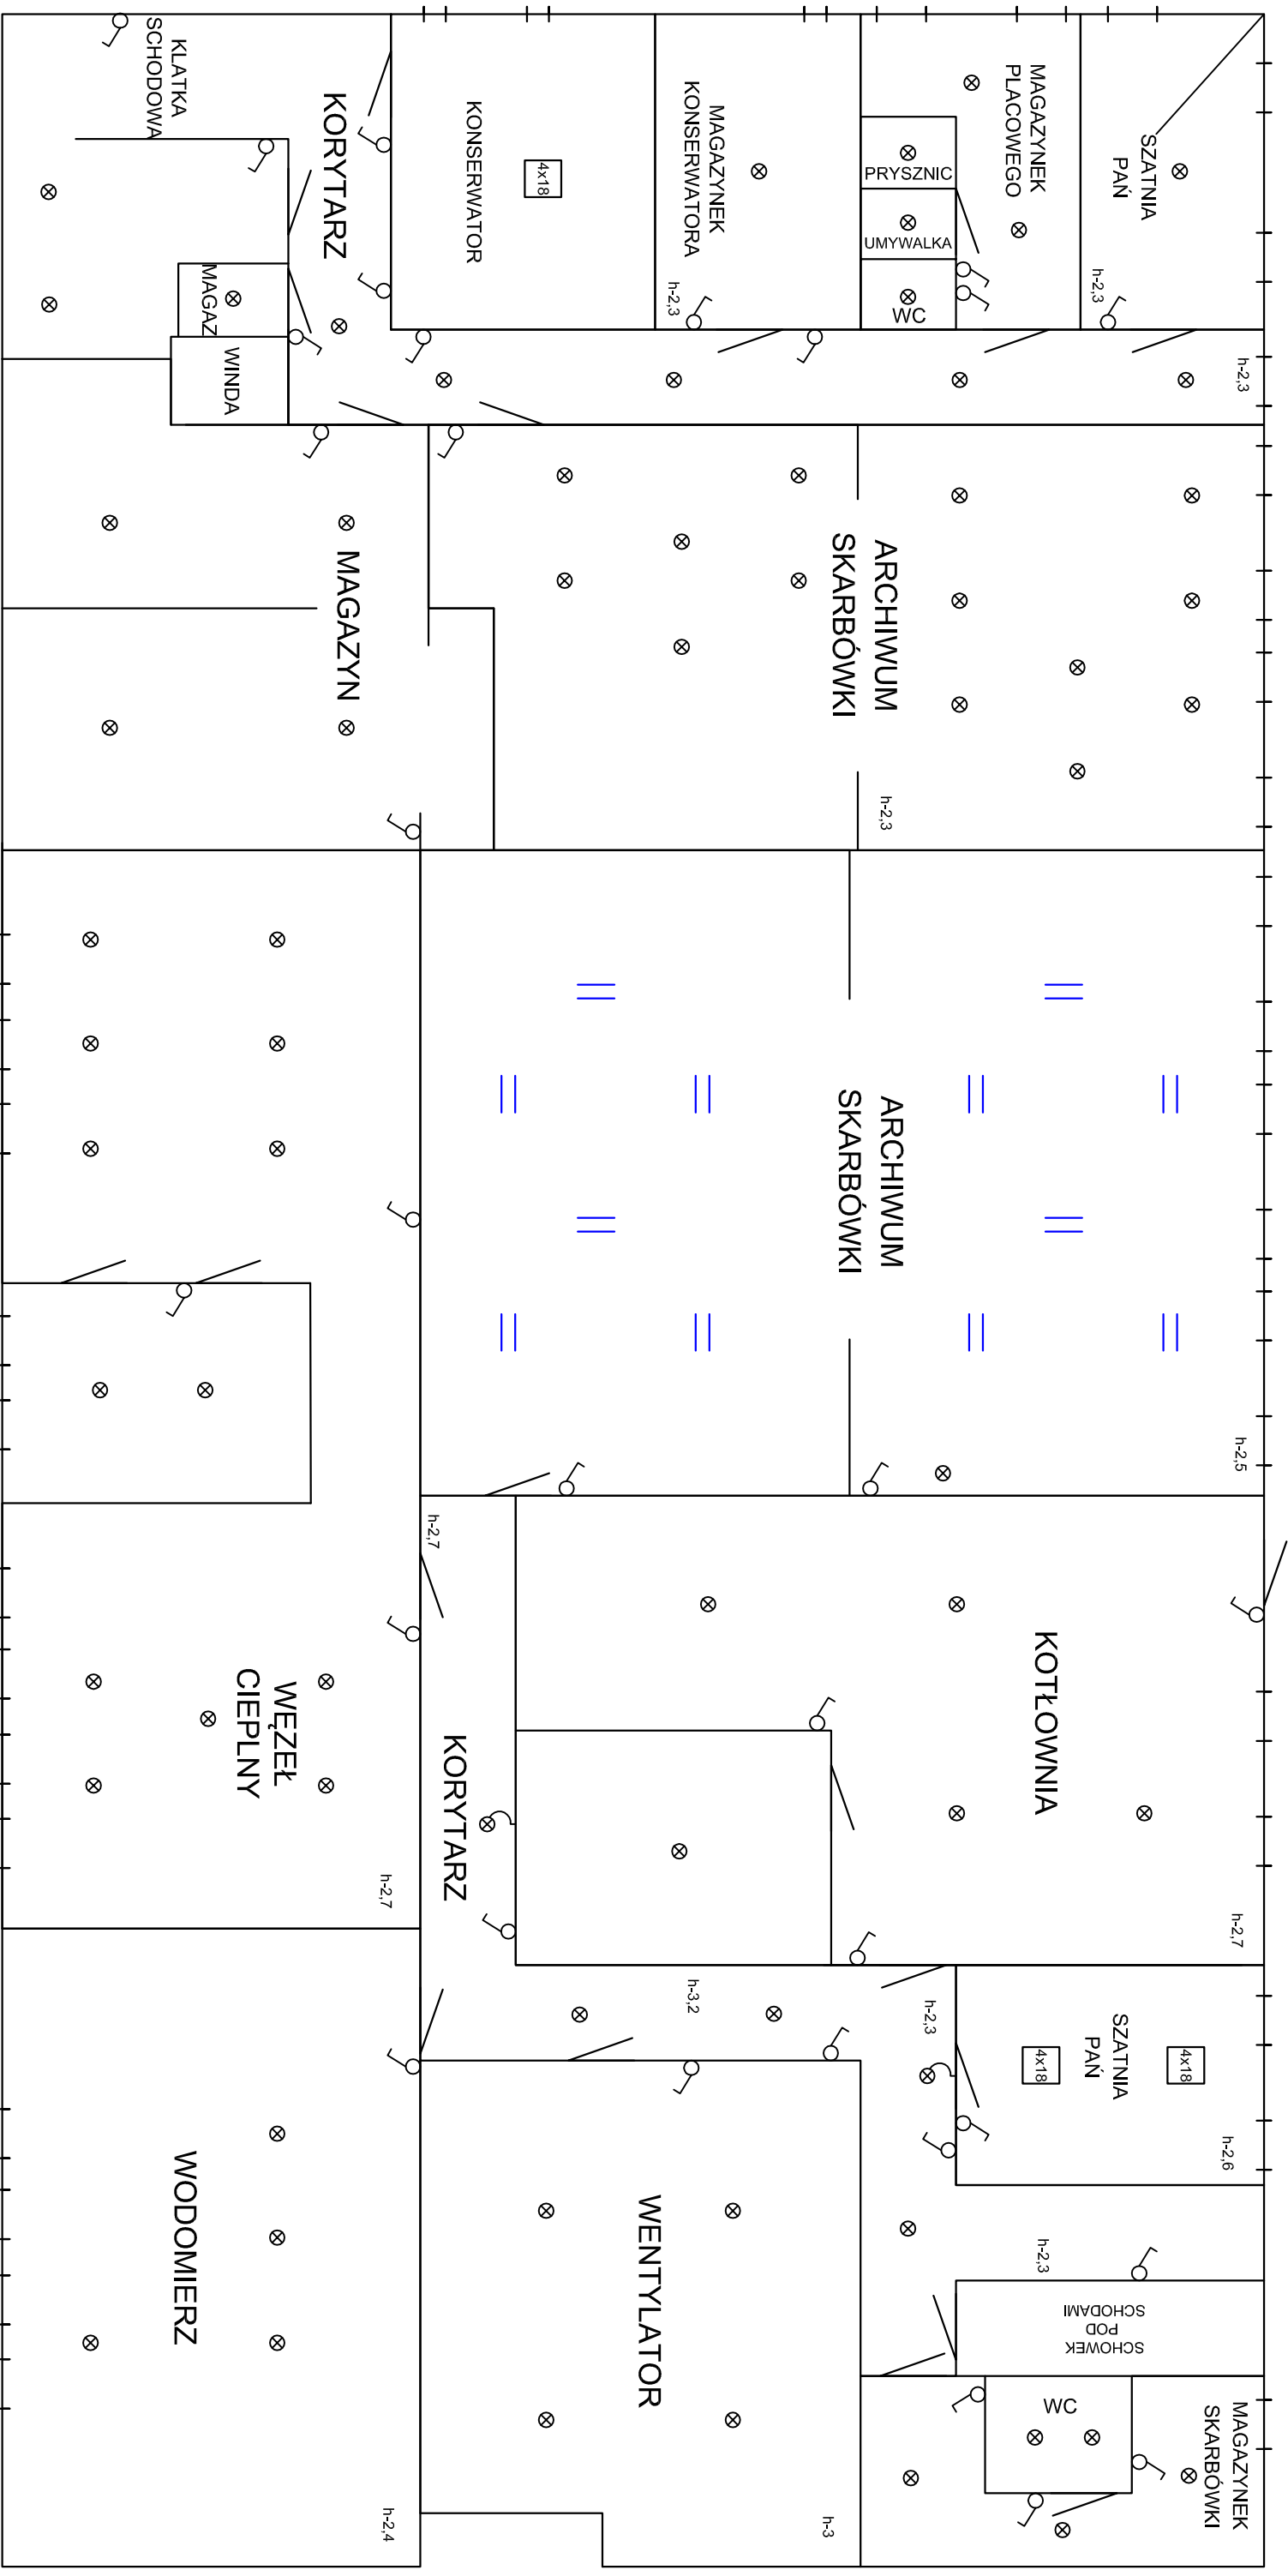 KLATKA
SCHODOWA
KORYTARZ
KONSERWATOR
4x18
MAGAZYNEK
KONSERWATORA
h-2,3
PRYSZNIC
UMYWALKA
WC
MAGAZYNEK
PLACOWEGO
SZATNIA
PAŃ
h-2,3
h-2,3
MAGAZ
WINDA
MAGAZYN
ARCHIWUM
SKARBÓWKI
h-2,3
ARCHIWUM
SKARBÓWKI
h-2,5
h-2,7
KOTŁOWNIA
h-2,7
WĘZEŁ
CIEPLNY
h-2,7
KORYTARZ
h-3,2
h-2,3
SZATNIA
PAŃ
4x18
4x18
h-2,6
h-2,3
SCHOWEK
POD
SCHODAMI
WC
MAGAZYNEK
SKARBÓWKI
WENTYLATOR
h-3
WODOMIERZ
h-2,4